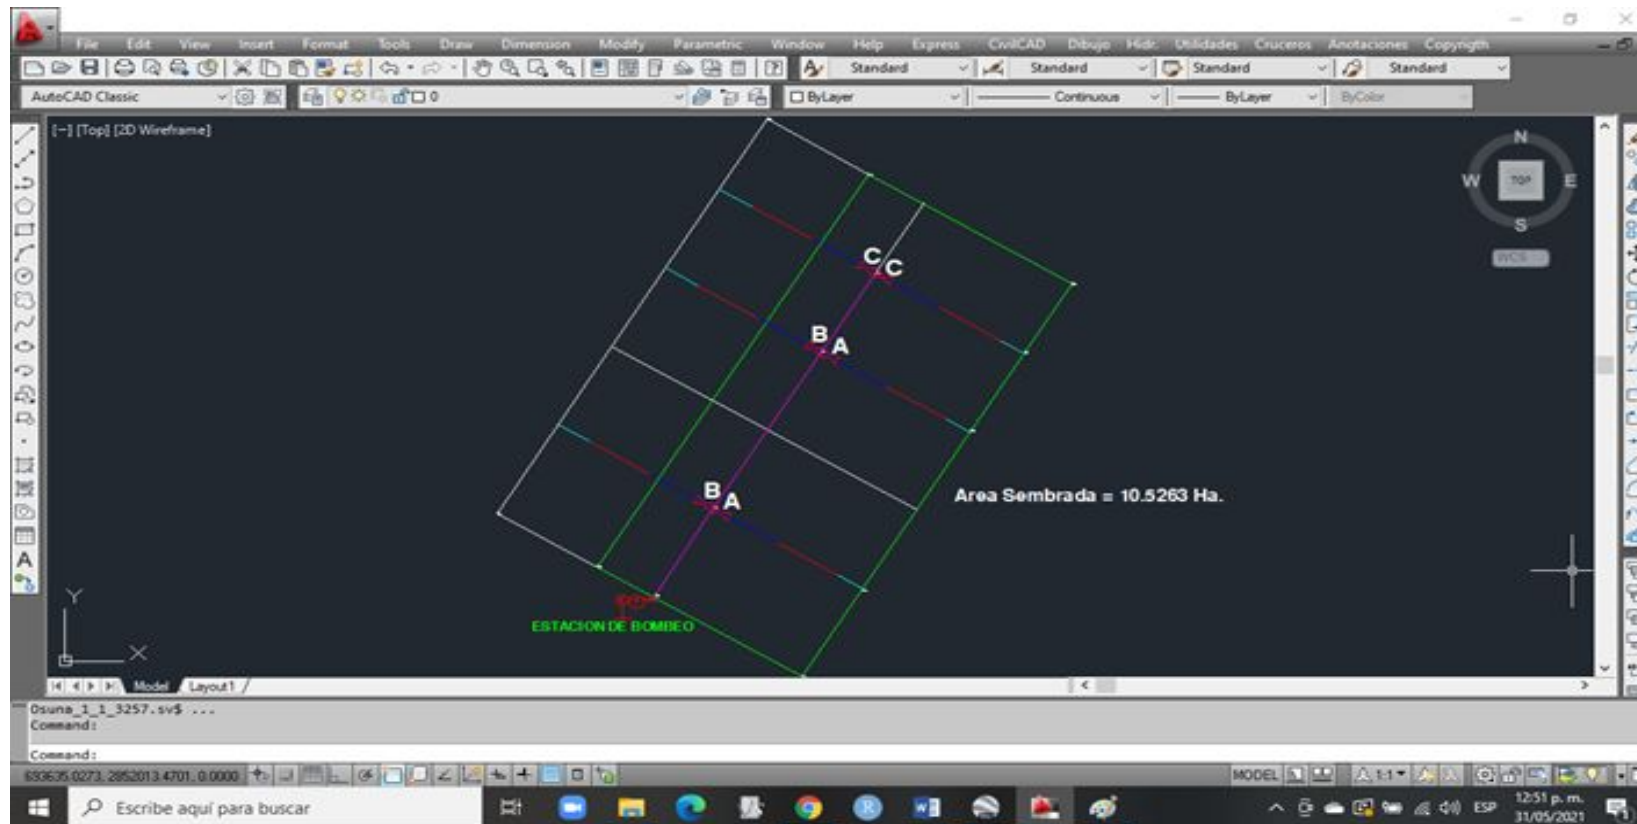 File Edit View Insert Format Tools Draw Dimension Modify Parametric Window Help Express CivilCAD Dibujo Hidr. Utilidades Cruceros Anotaciones Copyrigth
Standard Standard Standard Standard
AutoCAD Classic 0 ByLayer Continuous ByLayer ByColor
[-] [Top] [2D Wireframe]
N
W TOP E
S
WCS
C
C
B
A
B
A
Area Sembrada = 10.5263 Ha.
ESTACION DE BOMBEO
Y
X
Model Layout1
Osuna_1_1_3257.sv$ ...
Command:
Command:
693635.0273, 2852013.4701, 0.0000 MODEL 1:1
Escribe aquí para buscar
ESP
12:51 p. m.
31/05/2021